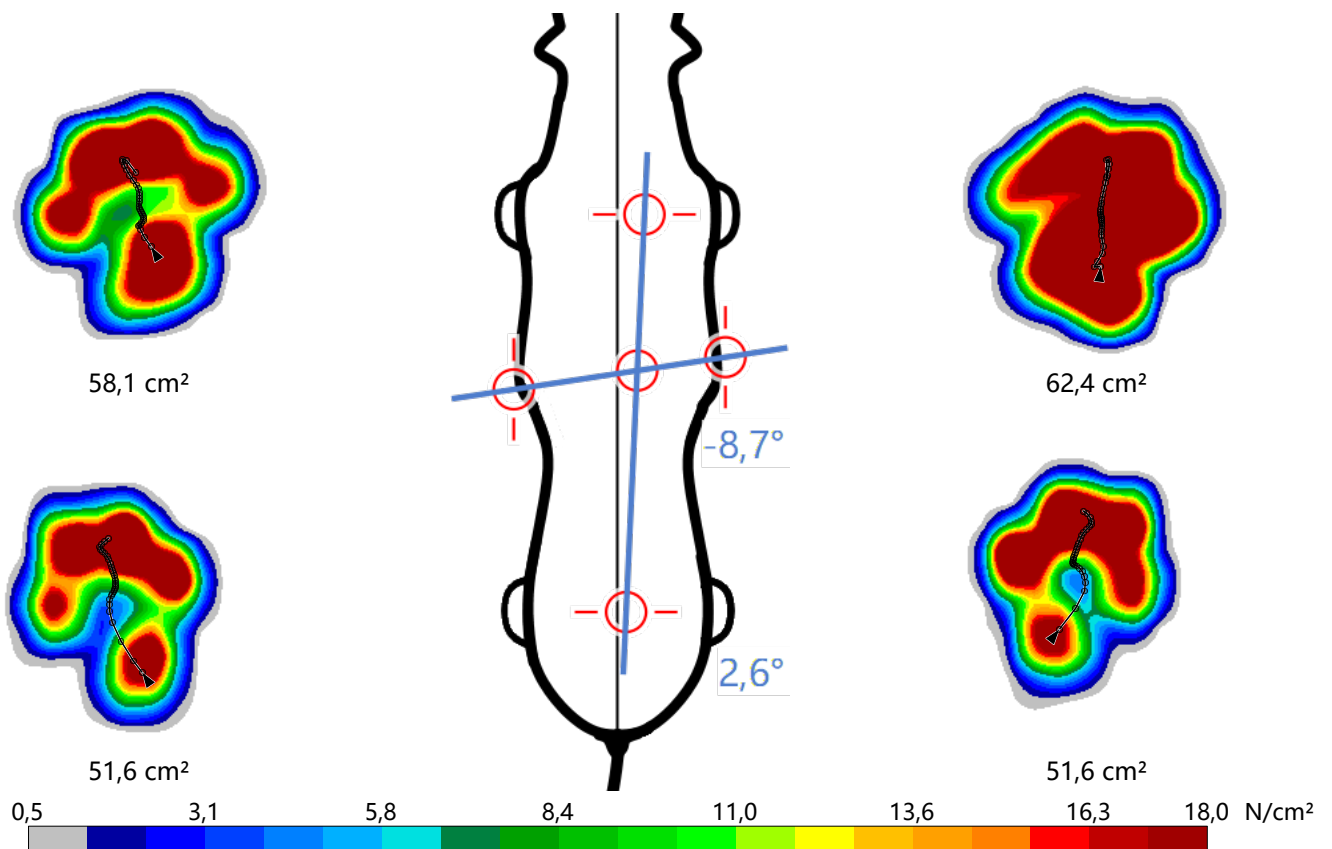 58,1 cm²
62,4 cm²
-8,7°
2,6°
51,6 cm²
51,6 cm²
0,5 3,1 5,8 8,4 11,0 13,6 16,3 18,0 N/cm²